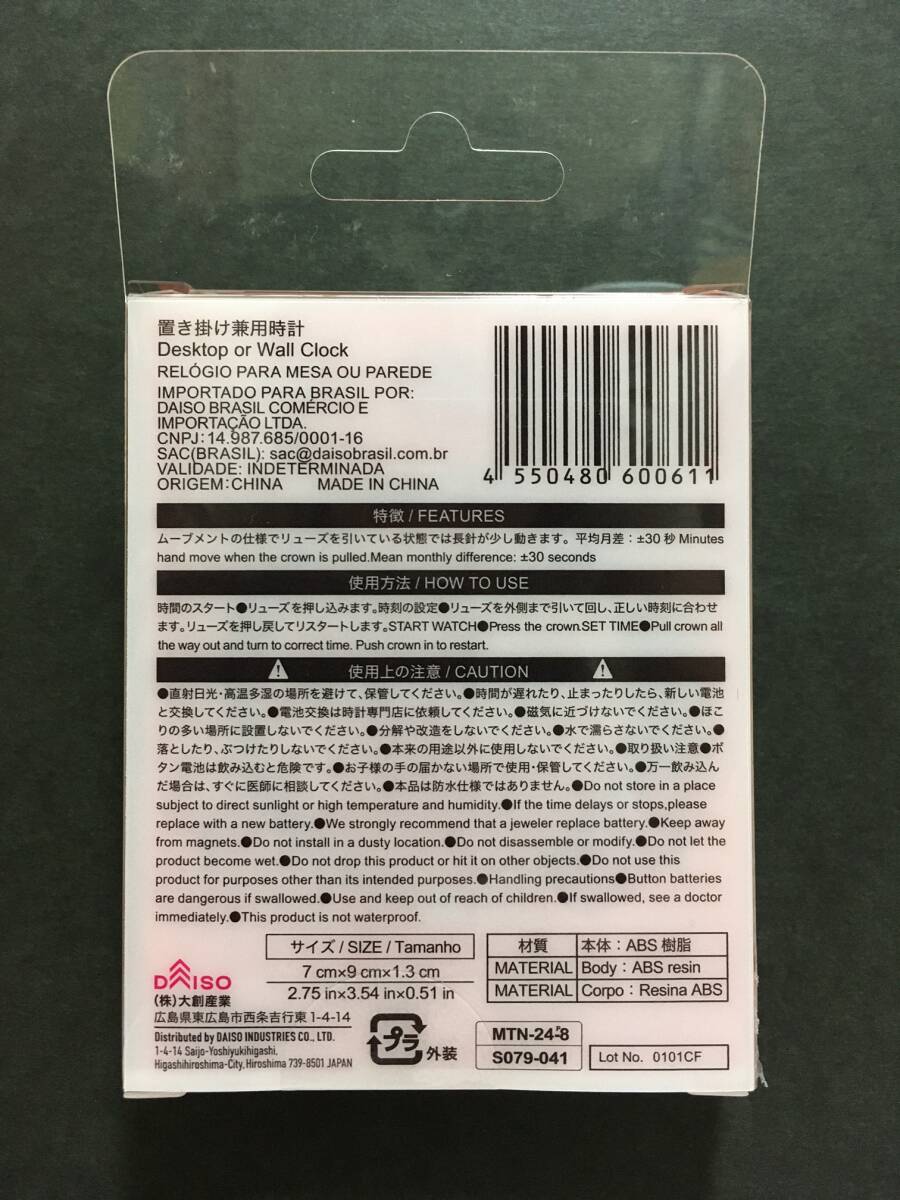 置き掛け兼用時計
Desktop or Wall Clock
RELÓGIO PARA MESA OU PAREDE
IMPORTADO PARA BRASIL POR:
DAISO BRASIL COMÉRCIO E
IMPORTAÇÃO LTDA.
CNPJ: 14.987.685/0001-16
SAC(BRASIL): sac@daisobrasil.com.br
VALIDADE: INDETERMINADA
ORIGEM: CHINA MADE IN CHINA
4 550480 600611
特徴 / FEATURES
ムーブメントの仕様でリューズを引いている状態では長針が少し動きます。平均月差：±30 秒 Minutes
hand move when the crown is pulled.Mean monthly difference: ±30 seconds
使用方法 / HOW TO USE
時間のスタート●リューズを押し込みます。時刻の設定●リューズを外側まで引いて回し、正しい時刻に合わせ
ます。リューズを押し戻してリスタートします。START WATCH●Press the crown.SET TIME●Pull crown all
the way out and turn to correct time. Push crown in to restart.
使用上の注意 / CAUTION
●直射日光・高温多湿の場所を避けて、保管してください。●時間が遅れたり、止まったりしたら、新しい電池
と交換してください。●電池交換は時計専門店に依頼してください。●磁気に近づけないでください。●ほこ
りの多い場所に設置しないでください。●分解や改造をしないでください。●水で濡らさないでください。●
落としたり、ぶつけたりしないでください。●本来の用途以外に使用しないでください。●取り扱い注意●ボ
タン電池は飲み込むと危険です。●お子様の手の届かない場所で使用・保管してください。●万一飲み込ん
だ場合は、すぐに医師に相談してください。●本品は防水仕様ではありません。●Do not store in a place
subject to direct sunlight or high temperature and humidity.●If the time delays or stops,please
replace with a new battery.●We strongly recommend that a jeweler replace battery.●Keep away
from magnets.●Do not install in a dusty location.●Do not disassemble or modify.●Do not let the
product become wet.●Do not drop this product or hit it on other objects.●Do not use this
product for purposes other than its intended purposes.●Handling precautions●Button batteries
are dangerous if swallowed.●Use and keep out of reach of children.●If swallowed, see a doctor
immediately.●This product is not waterproof.
サイズ / SIZE / Tamanho
7 cm×9 cm×1.3 cm
2.75 in×3.54 in×0.51 in
材質 本体：ABS 樹脂
MATERIAL Body：ABS resin
MATERIAL Corpo：Resina ABS
DAISO
(株)大創産業
広島県東広島市西条吉行東 1-4-14
Distributed by DAISO INDUSTRIES CO., LTD.
1-4-14 Saijo-Yoshiyukihigashi,
Higashihiroshima-City, Hiroshima 739-8501 JAPAN
プラ 外装
MTN-24-8
S079-041
Lot No. 0101CF